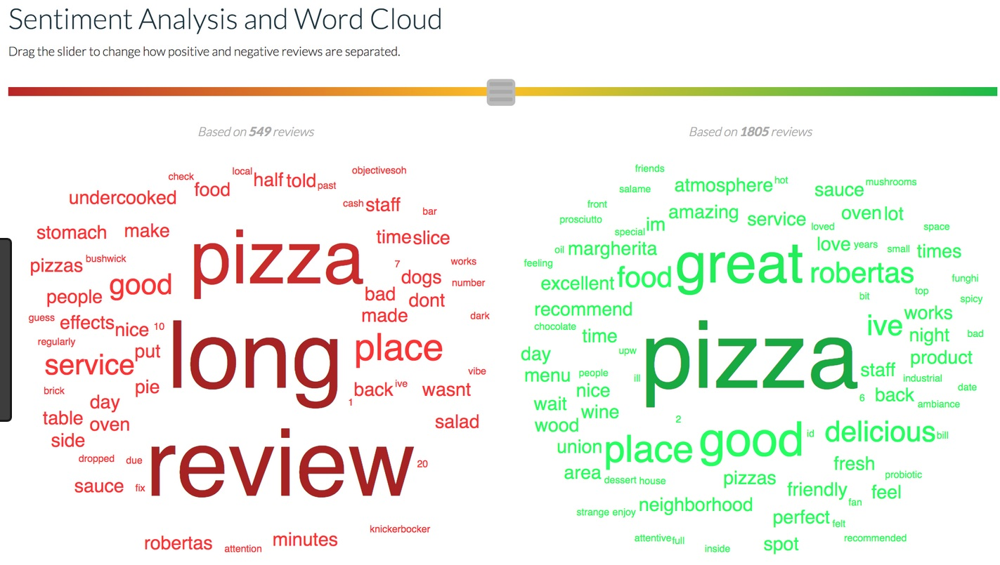 Sentiment Analysis and Word Cloud
Drag the slider to change how positive and negative reviews are separated.
Based on 549 reviews
check local half told past objectivesoh
undercooked food
cash staff bar
stomach make
time slice
pizza
pizzas bushwick
7 dogs works
number
people good
bad dont
made dark
guess effects nice 10
regularly
long
place
service put
vibe
brick pie
back ive wasnt
1
day
table oven
salad
side
review
dropped due
20
sauce fix
knickerbocker
robertas attention minutes
Based on 1805 reviews
friends
salame atmosphere hot sauce mushrooms
front
prosciutto amazing service oven lot
special im loved space
oil margherita love years small times
feeling
great
excellent food robertas funghi
bit top spicy
recommend
works
chocolate time ive night bad
pizza
day upw product
menu people ill staff industrial
nice date
wait 6 back ambiance
wine
wood 2
place good id delicious bill
union
area fresh
dessert house pizzas probiotic
friendly feel
fan
strange enjoy neighborhood
perfect felt
attentive full recommended
inside spot